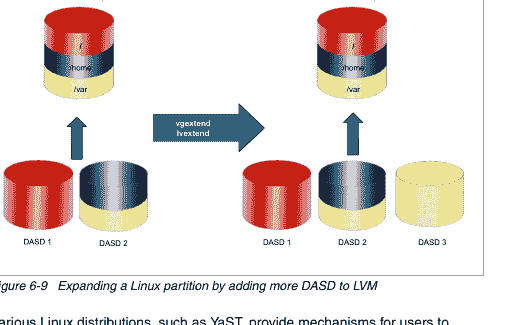 /
/home
/var
/
/home
/var
vgextend
lvextend
DASD 1
DASD 2
DASD 1
DASD 2
DASD 3
igure 6-9 Expanding a Linux partition by adding more DASD to LVM
arious Linux distributions, such as YaST, provide mechanisms for users to